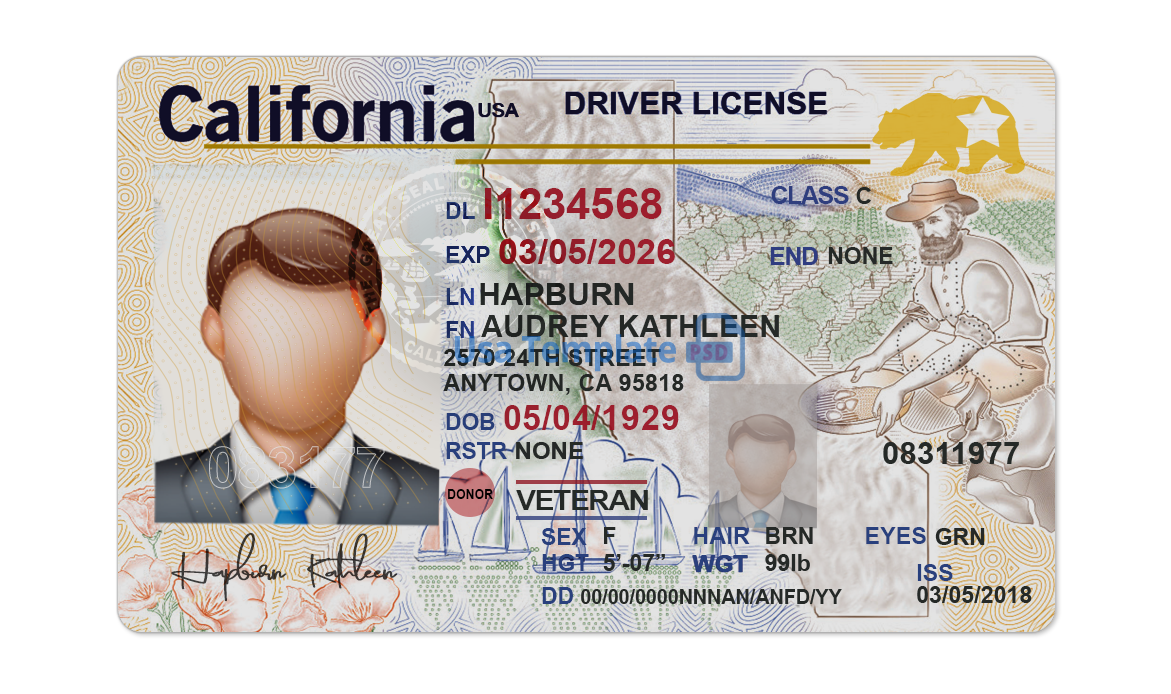 California USA DRIVER LICENSE
DL I1234568
CLASS C
EXP 03/05/2026
END NONE
LN HAPBURN
FN AUDREY KATHLEEN
Usa Template PSD
2570 24TH STREET
ANYTOWN, CA 95818
DOB 05/04/1929
RSTR NONE
08311977
083177
DONOR
VETERAN
SEX F HAIR BRN EYES GRN
HGT 5'-07" WGT 99lb
ISS
DD 00/00/0000NNNAN/ANFD/YY
03/05/2018
Hapburn Kathleen